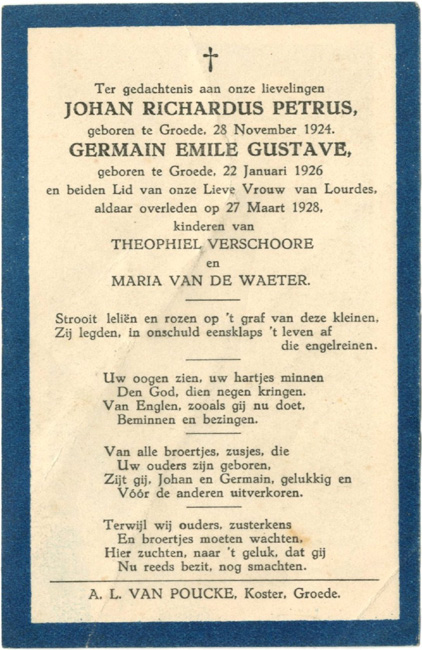 Ter gedachtenis aan onze lievelingen
JOHAN RICHARDUS PETRUS,
geboren te Groede, 28 November 1924.
GERMAIN EMILE GUSTAVE,
geboren te Groede, 22 Januari 1926
en beiden Lid van onze Lieve Vrouw van Lourdes,
aldaar overleden op 27 Maart 1928,
kinderen van
THEOPHIEL VERSCHOORE
en
MARIA VAN DE WAETER.
Strooit leliën en rozen op 't graf van deze kleinen,
Zij legden, in onschuld eensklaps 't leven af
die engelreinen.
Uw oogen zien, uw hartjes minnen
Den God, dien negen kringen.
Van Englen, zooals gij nu doet,
Beminnen en bezingen.
Van alle broertjes, zusjes, die
Uw ouders zijn geboren,
Zijt gij, Johan en Germain, gelukkig en
Vóór de anderen uitverkoren.
Terwijl wij ouders, zusterkens
En broertjes moeten wachten,
Hier zuchten, naar 't geluk, dat gij
Nu reeds bezit, nog smachten.
A. L. VAN POUCKE, Koster, Groede.